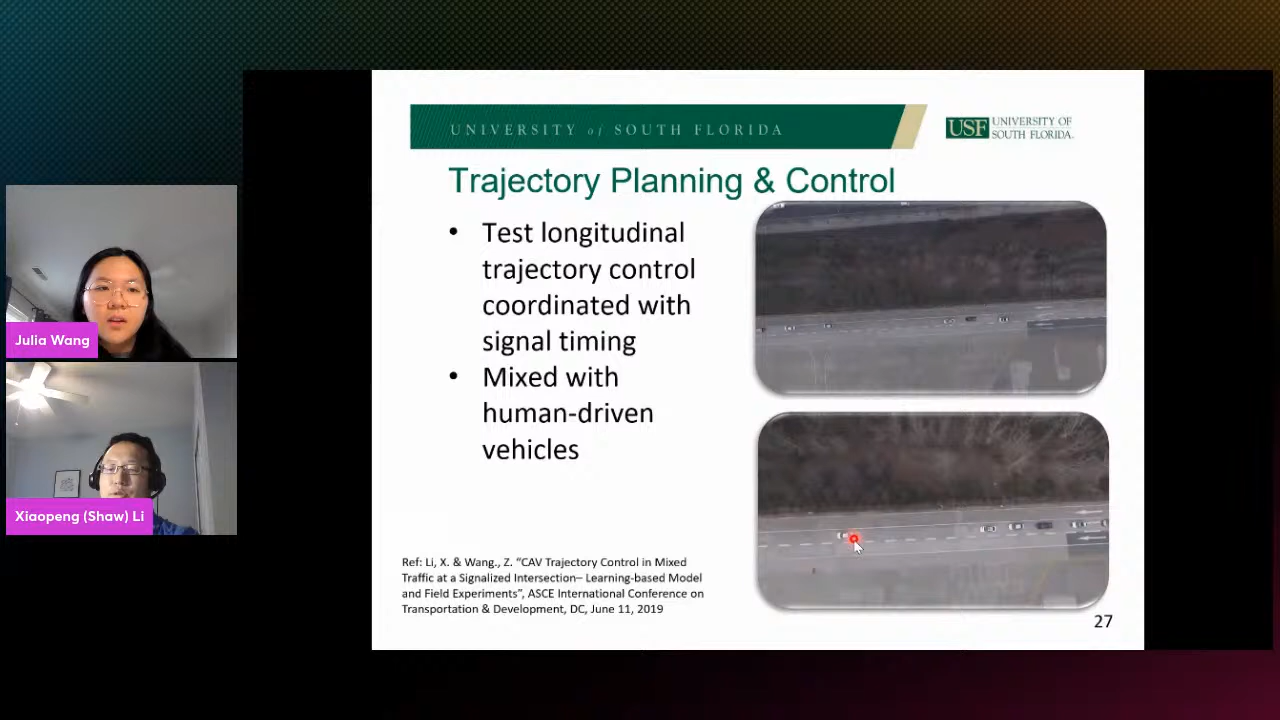 UNIVERSITY of SOUTH FLORIDA
USF UNIVERSITY OF
SOUTH FLORIDA.
Trajectory Planning & Control
• Test longitudinal
trajectory control
coordinated with
signal timing
• Mixed with
human-driven
vehicles
Julia Wang
Xiaopeng (Shaw) Li
Ref: Li, X. & Wang., Z. “CAV Trajectory Control in Mixed
Traffic at a Signalized Intersection– Learning-based Model
and Field Experiments”, ASCE International Conference on
Transportation & Development, DC, June 11, 2019
27